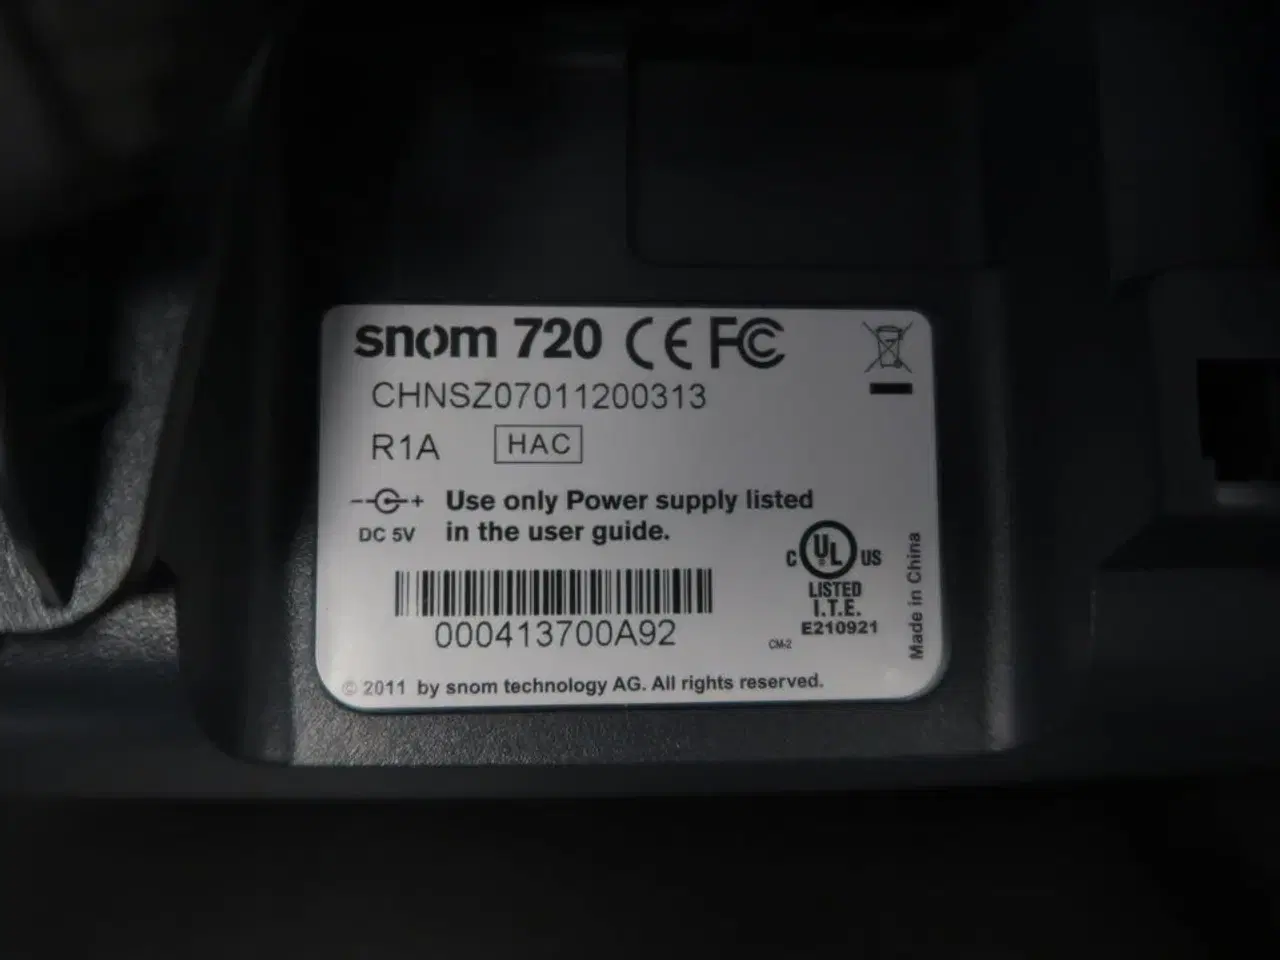 snom 720 CE FC
CHNSZ07011200313
R1A HAC
- + Use only Power supply listed
DC 5V in the user guide.
000413700A92
C UL US
LISTED
I.T.E.
E210921
CM-2
Made in China
© 2011 by snom technology AG. All rights reserved.